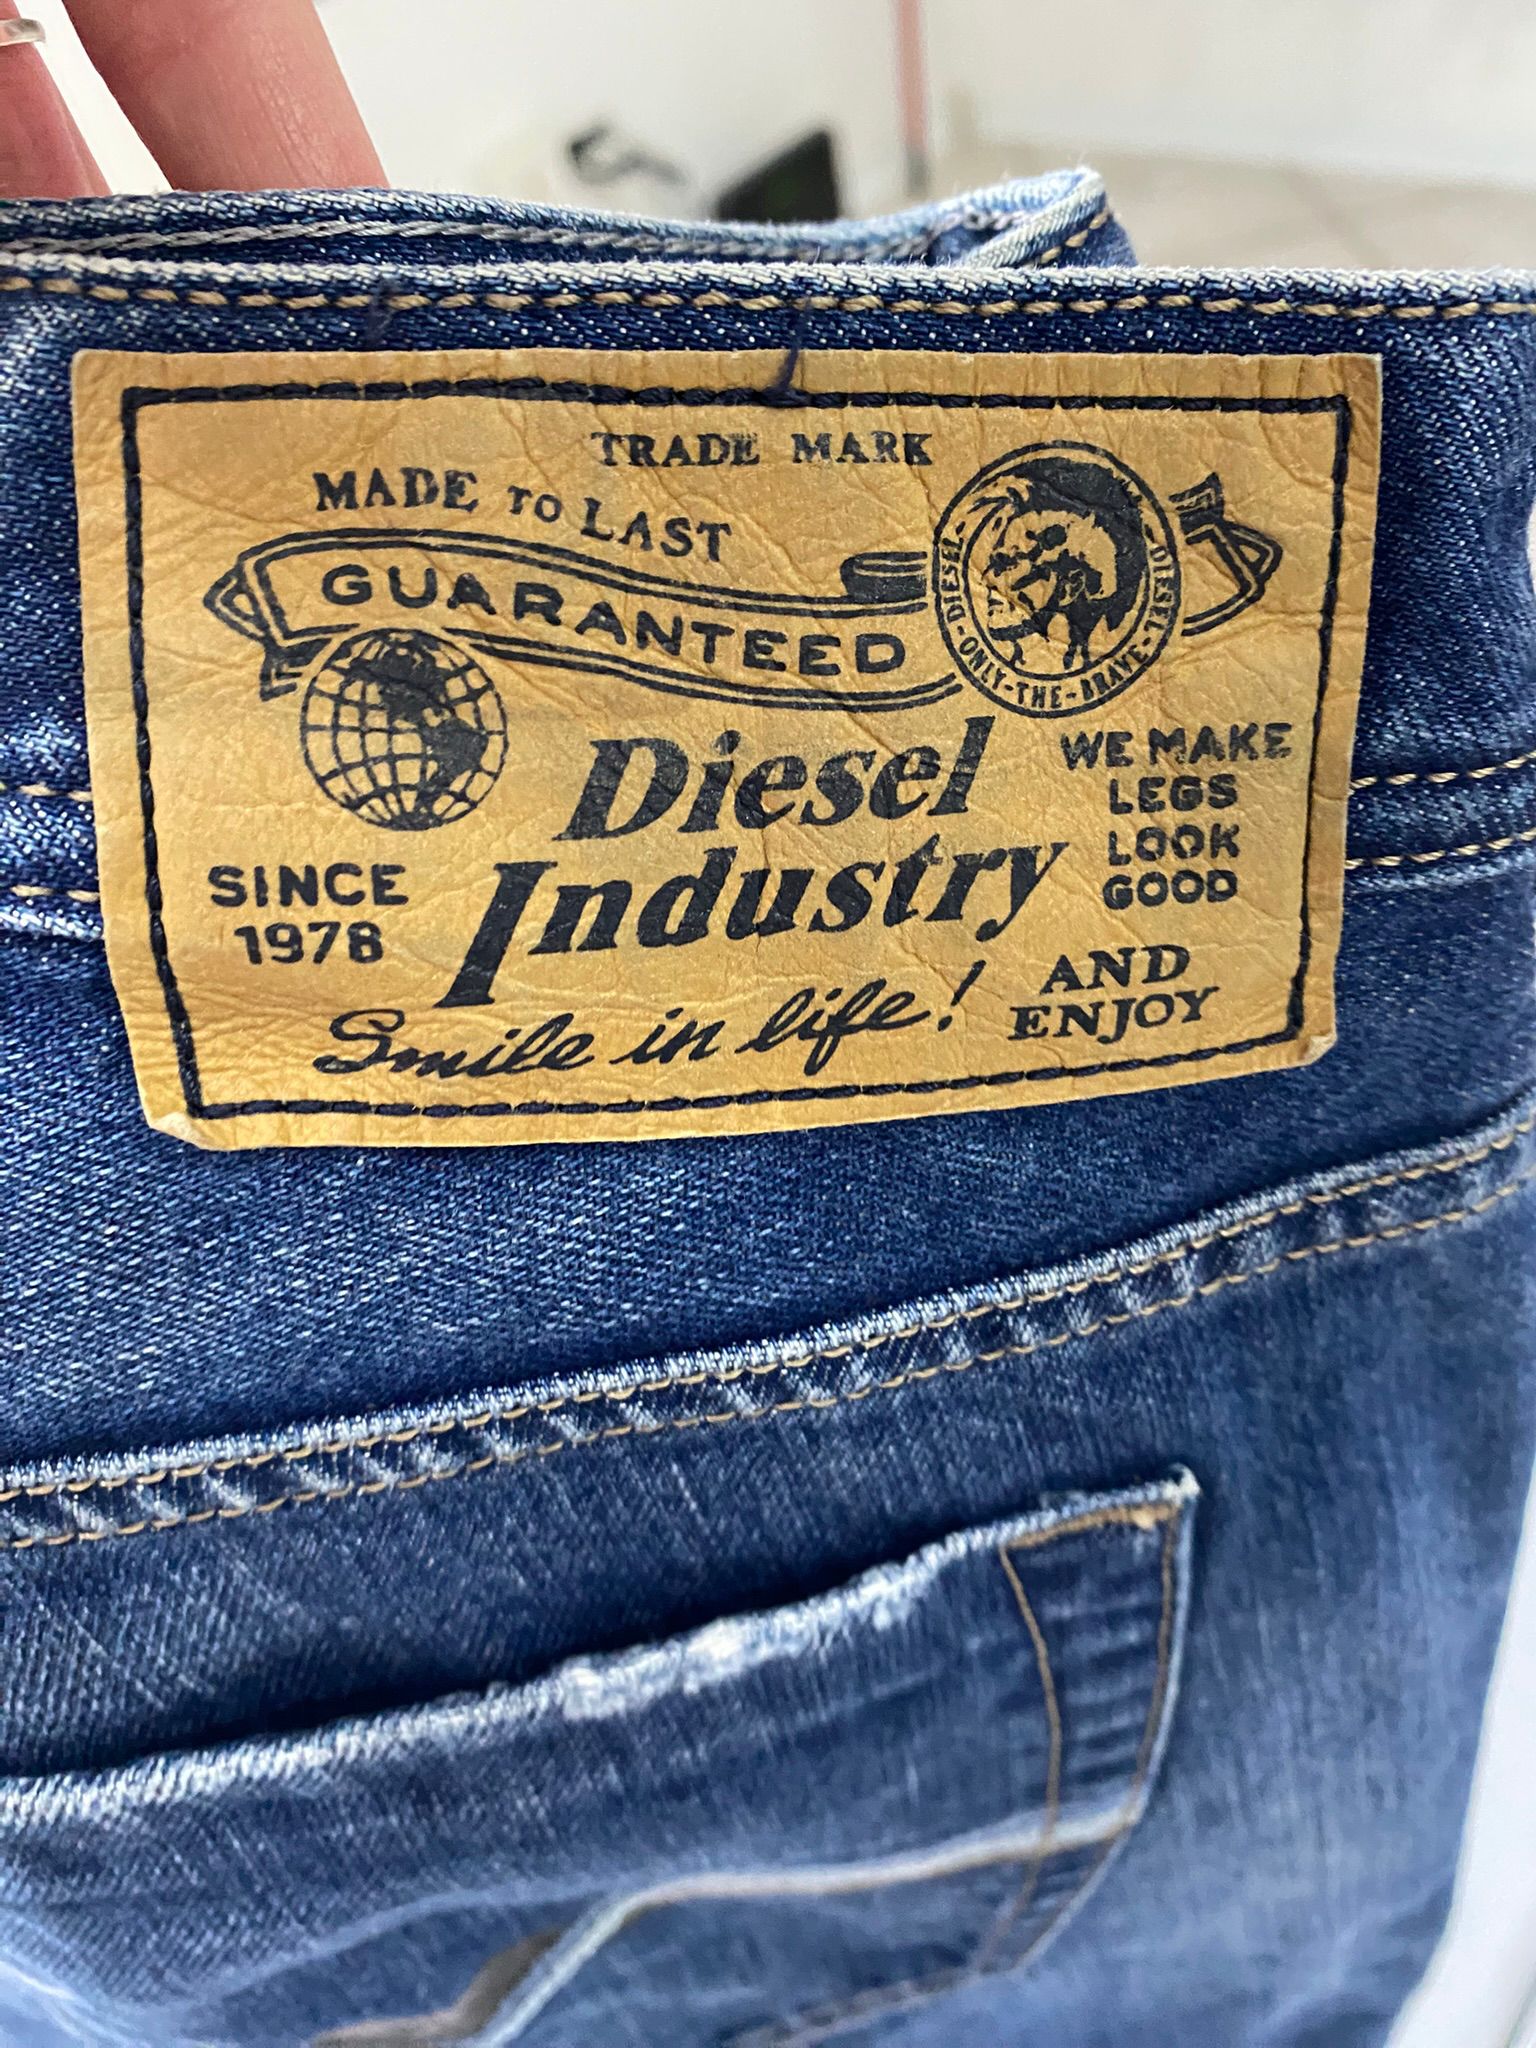 TRADE MARK
MADE TO LAST
GUARANTEED
DIESEL-ONLY-THE-BRAVE-DIESEL
Diesel
Industry
WE MAKE
LEGS
LOOK
GOOD
AND
ENJOY
SINCE
1978
Smile in life!